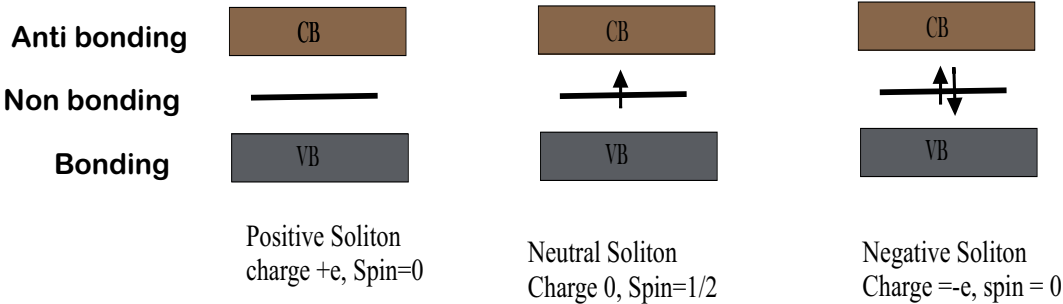 Anti bonding
CB
CB
CB
Non bonding
Bonding
VB
VB
VB
Positive Soliton
charge +e, Spin=0
Neutral Soliton
Charge 0, Spin=1/2
Negative Soliton
Charge =-e, spin = 0